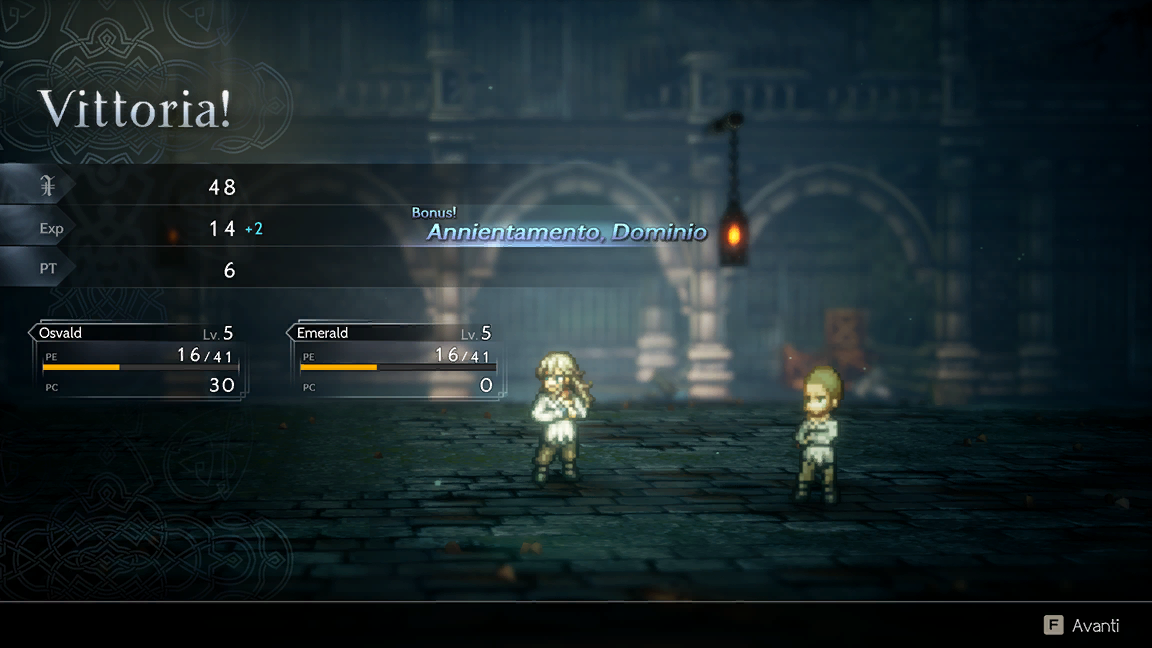 Vittoria!
48
Exp 14 +2
Bonus!
Annientamento, Dominio
PT 6
Osvald Lv. 5
PE 16/41
PC 30
Emerald Lv. 5
PE 16/41
PC 0
F Avanti